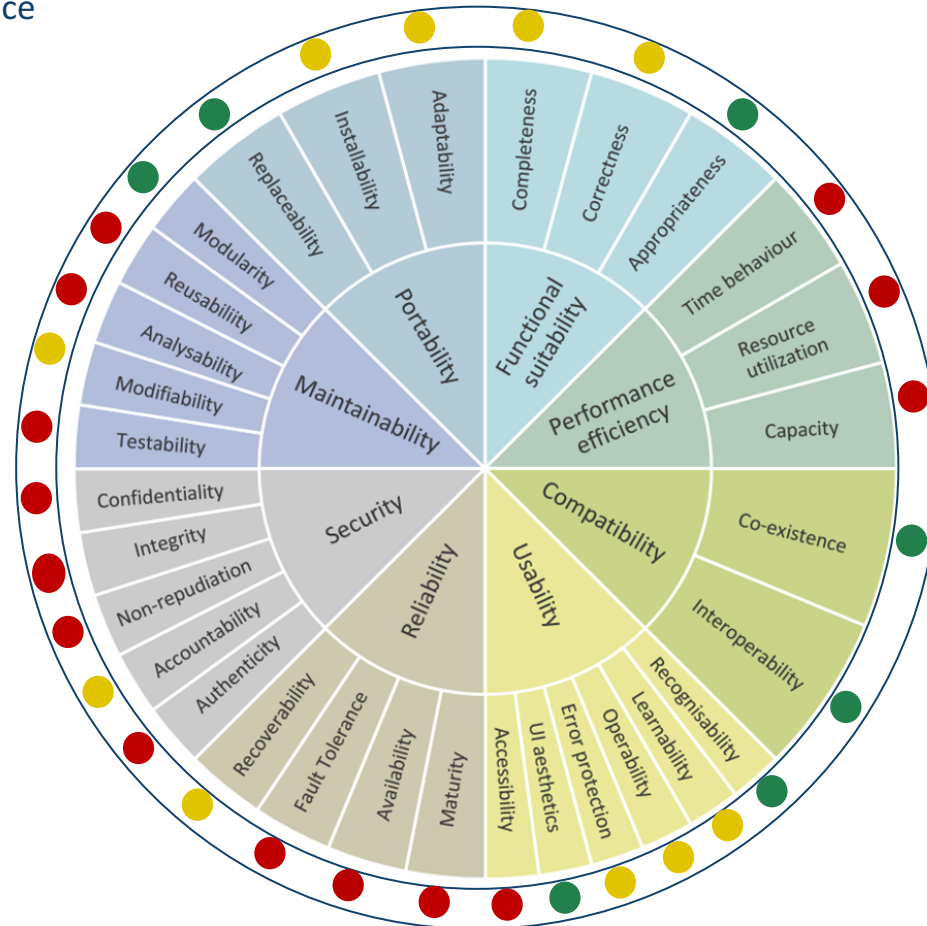 ce
Completeness
Correctness
Appropriateness
Functional
suitability
Time behaviour
Resource
utilization
Capacity
Performance
efficiency
Co-existence
Interoperability
Compatibility
Recognisability
Learnability
Operability
Error protection
UI aesthetics
Accessibility
Usability
Maturity
Availability
Fault Tolerance
Recoverability
Reliability
Authenticity
Accountability
Non-repudiation
Integrity
Confidentiality
Security
Testability
Modifiability
Analysability
Reusability
Modularity
Maintainability
Replaceability
Installability
Adaptability
Portability